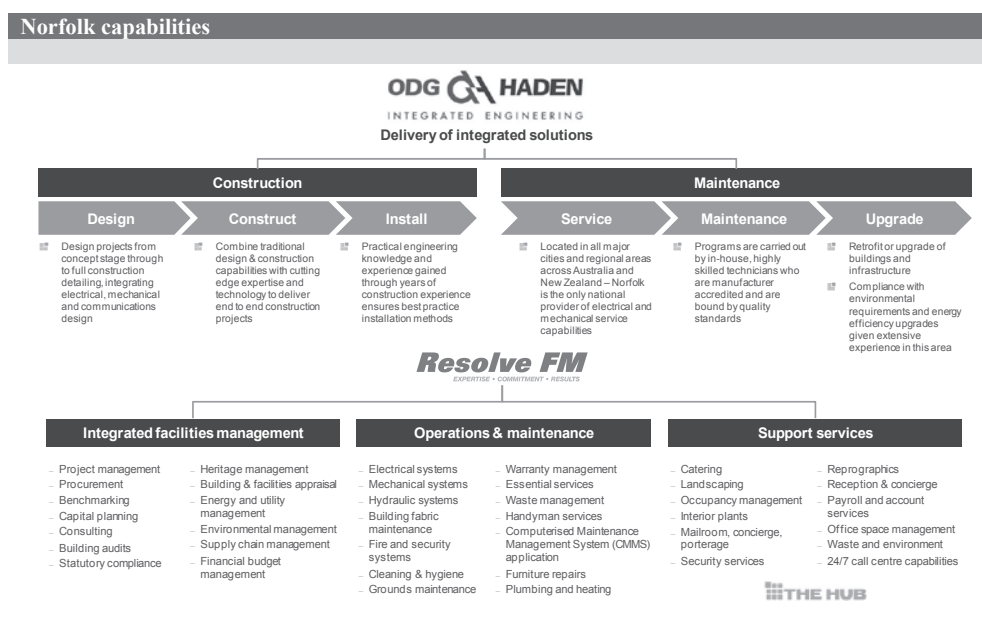 Norfolk capabilities
ODG HADEN
INTEGRATED ENGINEERING
Delivery of integrated solutions
Construction
Design
Construct
Install
Design projects from
concept stage through
to full construction
detailing, integrating
electrical, mechanical
and communications
design
Combine traditional
design & construction
capabilities with cutting
edge expertise and
technology to deliver
end to end construction
projects
Practical engineering
knowledge and
experience gained
through years of
construction experience
ensures best practice
installation methods
Maintenance
Service
Maintenance
Upgrade
Located in all major
cities and regional areas
across Australia and
New Zealand – Norfolk
is the only national
provider of electrical and
mechanical service
capabilities
Programs are carried out
by in-house, highly
skilled technicians who
are manufacturer
accredited and are
bound by quality
standards
Retrofit or upgrade of
buildings and
infrastructure
Compliance with
environmental
requirements and energy
efficiency upgrades
given extensive
experience in this area
Resolve FM
EXPERTISE • COMMITMENT • RESULTS
Integrated facilities management
– Project management
– Procurement
– Benchmarking
– Capital planning
– Consulting
– Building audits
– Statutory compliance
– Heritage management
– Building & facilities appraisal
– Energy and utility
management
– Environmental management
– Supply chain management
– Financial budget
management
Operations & maintenance
– Electrical systems
– Mechanical systems
– Hydraulic systems
– Building fabric
maintenance
– Fire and security
systems
– Cleaning & hygiene
– Grounds maintenance
– Warranty management
– Essential services
– Waste management
– Handyman services
– Computerised Maintenance
Management System (CMMS)
application
– Furniture repairs
– Plumbing and heating
Support services
– Catering
– Landscaping
– Occupancy management
– Interior plants
– Mailroom, concierge,
porterage
– Security services
– Reprographics
– Reception & concierge
– Payroll and account
services
– Office space management
– Waste and environment
– 24/7 call centre capabilities
THE HUB